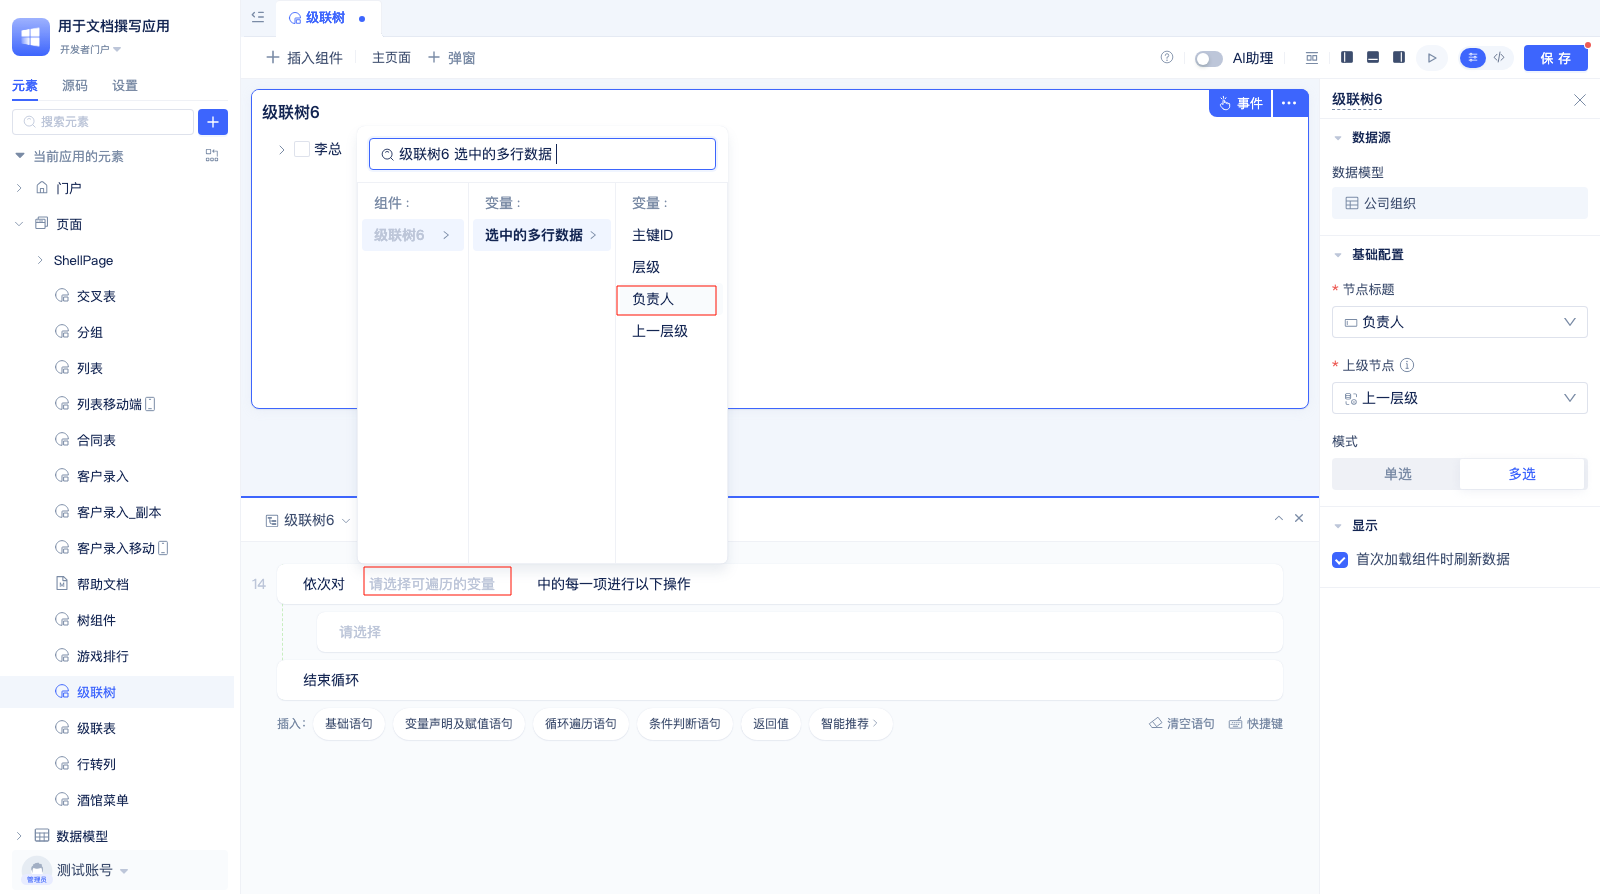 用于文档撰写应用
开发者门户
元素 源码 设置
搜索元素
当前应用的元素
门户
页面
ShellPage
交叉表
分组
列表
列表移动端
合同表
客户录入
客户录入_副本
客户录入移动
帮助文档
树组件
游戏排行
级联树
级联表
行转列
酒馆菜单
数据模型
测试账号
管理员
级联树
插入组件 主页面 弹窗
AI助理
保 存
级联树6
事件
李总
级联树6 选中的多行数据
组件：
级联树6
变量：
选中的多行数据
变量：
主键ID
层级
负责人
上一层级
级联树6
14 依次对 请选择可遍历的变量 中的每一项进行以下操作
请选择
结束循环
插入： 基础语句 变量声明及赋值语句 循环遍历语句 条件判断语句 返回值 智能推荐 清空语句 快捷键
级联树6
数据源
数据模型
公司组织
基础配置
* 节点标题
负责人
* 上级节点
上一层级
模式
单选 多选
显示
首次加载组件时刷新数据